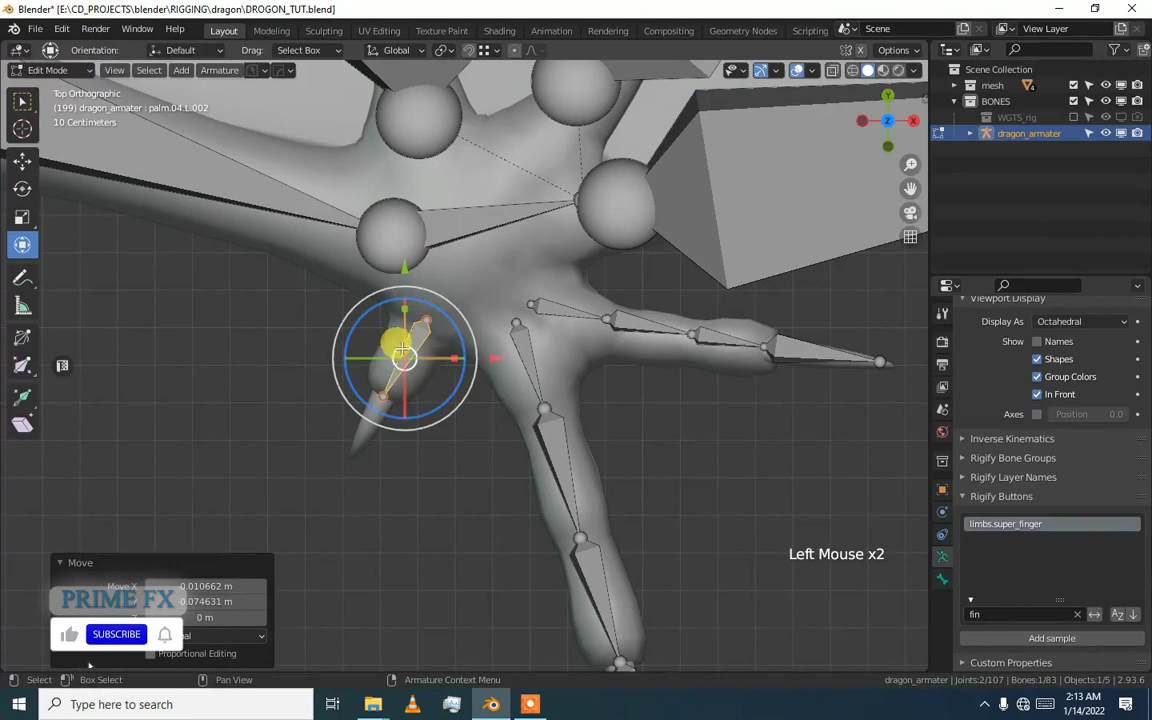 Blender* [E:\CD_PROJECTS\blender\RIGGING\dragon\DROGON_TUT.blend]
File Edit Render Window Help Layout Modeling Sculpting UV Editing Texture Paint Shading Animation Rendering Compositing Geometry Nodes Scripting Scene View Layer
Orientation: Default Drag: Select Box Global Options
Edit Mode View Select Add Armature
Top Orthographic
(199) dragon_armater : palm.04.L.002
10 Centimeters
Scene Collection
mesh
BONES
WGTS_rig
dragon_armater
Y
X
Z
Viewport Display
Display As Octahedral
Names
Shapes
Group Colors
In Front
Axes Position 0.0
Inverse Kinematics
Rigify Bone Groups
Rigify Layer Names
Rigify Buttons
limbs.super_finger
fin
Add sample
Custom Properties
Left Mouse x2
Move
Move X -0.010662 m
-0.074631 m
0 m
Proportional Editing
PRIME FX
SUBSCRIBE
Select Box Select Pan View Armature Context Menu dragon_armater | Joints:2/107 | Bones:1/83 | Objects:1/5 | 2.93.6
Type here to search
2:13 AM
1/14/2022